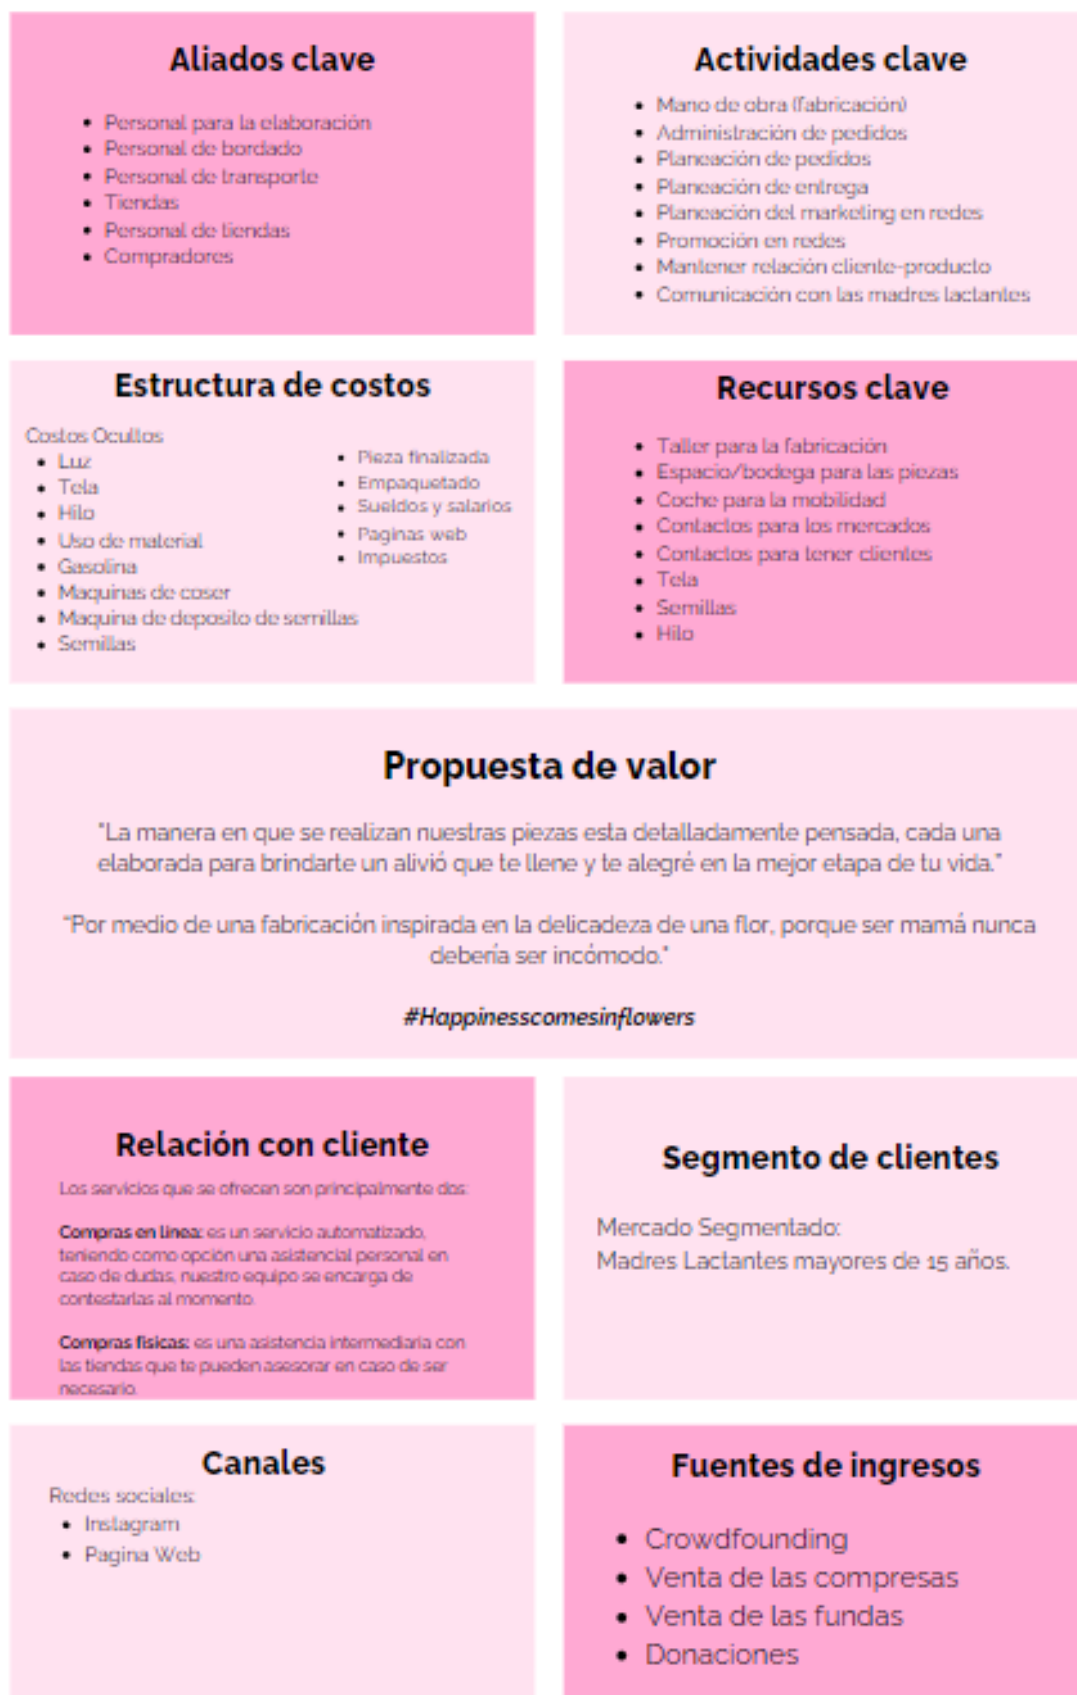 Aliados clave
Personal para la elaboración
Personal de bordado
Personal de transporte
Tiendas
Personal de tiendas
Compradores
Actividades clave
Mano de obra (fabricación)
Administración de pedidos
Planeación de pedidos
Planeación de entrega
Planeación del marketing en redes
Promoción en redes
Mantener relación cliente-producto
Comunicación con las madres lactantes
Estructura de costos
Costos Ocultos
Luz
Tela
Hilo
Uso de material
Gasolina
Maquinas de coser
Maquina de deposito de semillas
Semillas
Pieza finalizada
Empaquetado
Sueldos y salarios
Paginas web
Impuestos
Recursos clave
Taller para la fabricación
Espacio/bodega para las piezas
Coche para la mobilidad
Contactos para los mercados
Contactos para tener clientes
Tela
Semillas
Hilo
Propuesta de valor
"La manera en que se realizan nuestras piezas esta detalladamente pensada, cada una
elaborada para brindarte un alivió que te llene y te alegré en la mejor etapa de tu vida."
"Por medio de una fabricación inspirada en la delicadeza de una flor, porque ser mamá nunca
debería ser incómodo."
#Happinesscomesinflowers
Relación con cliente
Los servicios que se ofrecen son principalmente dos:
Compras en linea: es un servicio automatizado,
teniendo como opción una asistencial personal en
caso de dudas, nuestro equipo se encarga de
contestarlas al momento.
Compras fisicas: es una asistencia intermediaria con
las tiendas que te pueden asesorar en caso de ser
necesario.
Segmento de clientes
Mercado Segmentado:
Madres Lactantes mayores de 15 años.
Canales
Redes sociales:
Instagram
Pagina Web
Fuentes de ingresos
Crowdfounding
Venta de las compresas
Venta de las fundas
Donaciones